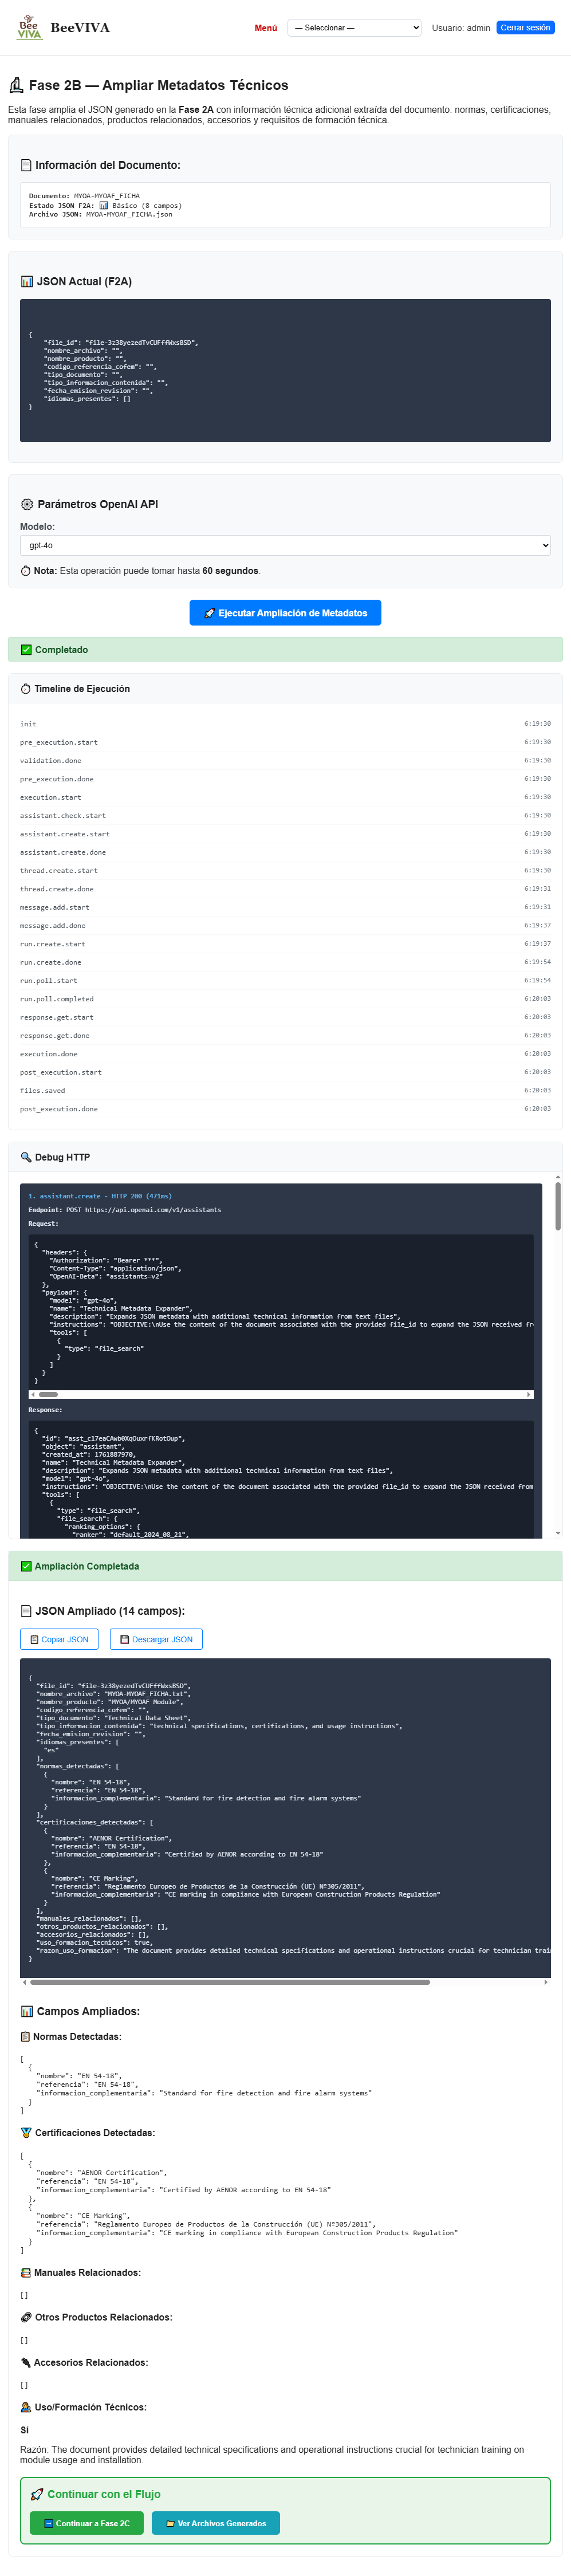 Bee
VIVA
BeeVIVA
Menú
— Seleccionar —
Usuario: admin
Cerrar sesión
Fase 2B — Ampliar Metadatos Técnicos
Esta fase amplia el JSON generado en la Fase 2A con información técnica adicional extraída del documento: normas, certificaciones,
manuales relacionados, productos relacionados, accesorios y requisitos de formación técnica.
Información del Documento:
Documento: MYOA-MYOAF_FICHA
Estado JSON F2A: Básico (8 campos)
Archivo JSON: MYOA-MYOAF_FICHA.json
JSON Actual (F2A)
{
"file_id": "file-3z38yezedTvCUFffWxsBSD",
"nombre_archivo": "",
"nombre_producto": "",
"codigo_referencia_cofem": "",
"tipo_documento": "",
"tipo_informacion_contenida": "",
"fecha_emision_revision": "",
"idiomas_presentes": []
}
Parámetros OpenAI API
Modelo:
gpt-4o
Nota: Esta operación puede tomar hasta 60 segundos.
Ejecutar Ampliación de Metadatos
Completado
Timeline de Ejecución
init 6:19:30
pre_execution.start 6:19:30
validation.done 6:19:30
pre_execution.done 6:19:30
execution.start 6:19:30
assistant.check.start 6:19:30
assistant.create.start 6:19:30
assistant.create.done 6:19:30
thread.create.start 6:19:30
thread.create.done 6:19:31
message.add.start 6:19:31
message.add.done 6:19:37
run.create.start 6:19:37
run.create.done 6:19:54
run.poll.start 6:19:54
run.poll.completed 6:20:03
response.get.start 6:20:03
response.get.done 6:20:03
execution.done 6:20:03
post_execution.start 6:20:03
files.saved 6:20:03
post_execution.done 6:20:03
Debug HTTP
1. assistant.create - HTTP 200 (471ms)
Endpoint: POST https://api.openai.com/v1/assistants
Request:
{
"headers": {
"Authorization": "Bearer ***",
"Content-Type": "application/json",
"OpenAI-Beta": "assistants=v2"
},
"payload": {
"model": "gpt-4o",
"name": "Technical Metadata Expander",
"description": "Expands JSON metadata with additional technical information from text files",
"instructions": "OBJECTIVE:\nUse the content of the document associated with the provided file_id to expand the JSON received fr
"tools": [
{
"type": "file_search"
}
]
}
}
Response:
{
"id": "asst_c17eaCAwb0XqOuxrfKRotOup",
"object": "assistant",
"created_at": 1761887970,
"name": "Technical Metadata Expander",
"description": "Expands JSON metadata with additional technical information from text files",
"model": "gpt-4o",
"instructions": "OBJECTIVE:\nUse the content of the document associated with the provided file_id to expand the JSON received from
"tools": [
{
"type": "file_search",
"file_search": {
"ranking_options": {
"ranker": "default_2024_08_21",
Ampliación Completada
JSON Ampliado (14 campos):
Copiar JSON
Descargar JSON
{
"file_id": "file-3z38yezedTvCUFffWxsBSD",
"nombre_archivo": "MYOA-MYOAF_FICHA.txt",
"nombre_producto": "MYOA/MYOAF Module",
"codigo_referencia_cofem": "",
"tipo_documento": "Technical Data Sheet",
"tipo_informacion_contenida": "technical specifications, certifications, and usage instructions",
"fecha_emision_revision": "",
"idiomas_presentes": [
"es"
],
"normas_detectadas": [
{
"nombre": "EN 54-18",
"referencia": "EN 54-18",
"informacion_complementaria": "Standard for fire detection and fire alarm systems"
}
],
"certificaciones_detectadas": [
{
"nombre": "AENOR Certification",
"referencia": "EN 54-18",
"informacion_complementaria": "Certified by AENOR according to EN 54-18"
},
{
"nombre": "CE Marking",
"referencia": "Reglamento Europeo de Productos de la Construcción (UE) Nº305/2011",
"informacion_complementaria": "CE marking in compliance with European Construction Products Regulation"
}
],
"manuales_relacionados": [],
"otros_productos_relacionados": [],
"accesorios_relacionados": [],
"uso_formacion_tecnicos": true,
"razon_uso_formacion": "The document provides detailed technical specifications and operational instructions crucial for technician train
}
Campos Ampliados:
Normas Detectadas:
[
{
"nombre": "EN 54-18",
"referencia": "EN 54-18",
"informacion_complementaria": "Standard for fire detection and fire alarm systems"
}
]
Certificaciones Detectadas:
[
{
"nombre": "AENOR Certification",
"referencia": "EN 54-18",
"informacion_complementaria": "Certified by AENOR according to EN 54-18"
},
{
"nombre": "CE Marking",
"referencia": "Reglamento Europeo de Productos de la Construcción (UE) Nº305/2011",
"informacion_complementaria": "CE marking in compliance with European Construction Products Regulation"
}
]
Manuales Relacionados:
[]
Otros Productos Relacionados:
[]
Accesorios Relacionados:
[]
Uso/Formación Técnicos:
Sí
Razón: The document provides detailed technical specifications and operational instructions crucial for technician training on
module usage and installation.
Continuar con el Flujo
Continuar a Fase 2C
Ver Archivos Generados